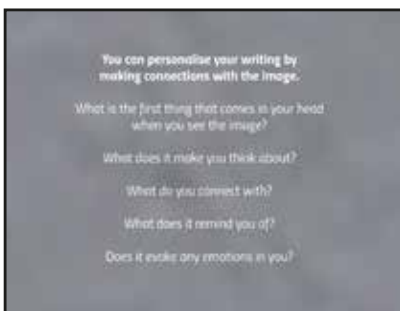 You can personalise your writing by
making connections with the image.
What is the first thing that comes in your head
when you see the image?
What does it make you think about?
What do you connect with?
What does it remind you of?
Does it evoke any emotions in you?